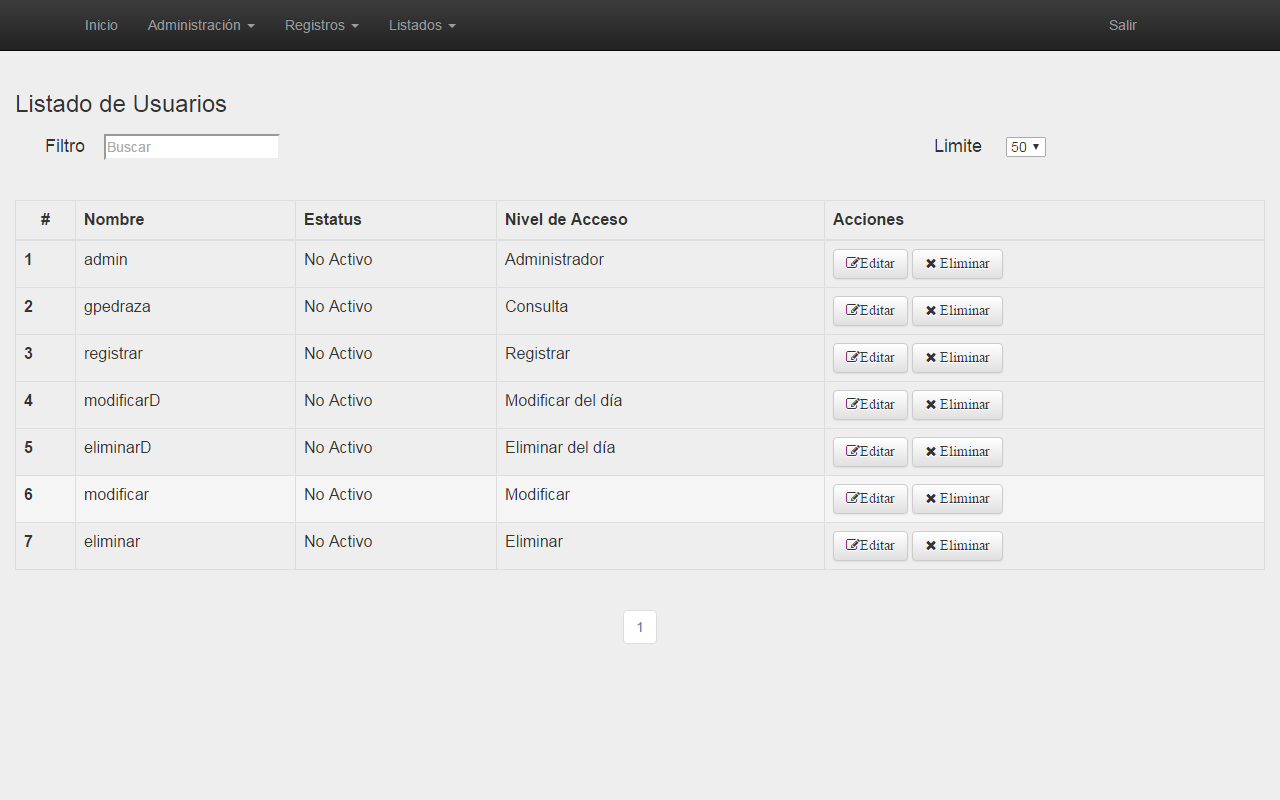 Inicio Administración Registros Listados Salir
Listado de Usuarios
Filtro Buscar Limite 50
# Nombre Estatus Nivel de Acceso Acciones
1 admin No Activo Administrador Editar Eliminar
2 gpedraza No Activo Consulta Editar Eliminar
3 registrar No Activo Registrar Editar Eliminar
4 modificarD No Activo Modificar del día Editar Eliminar
5 eliminarD No Activo Eliminar del día Editar Eliminar
6 modificar No Activo Modificar Editar Eliminar
7 eliminar No Activo Eliminar Editar Eliminar
1